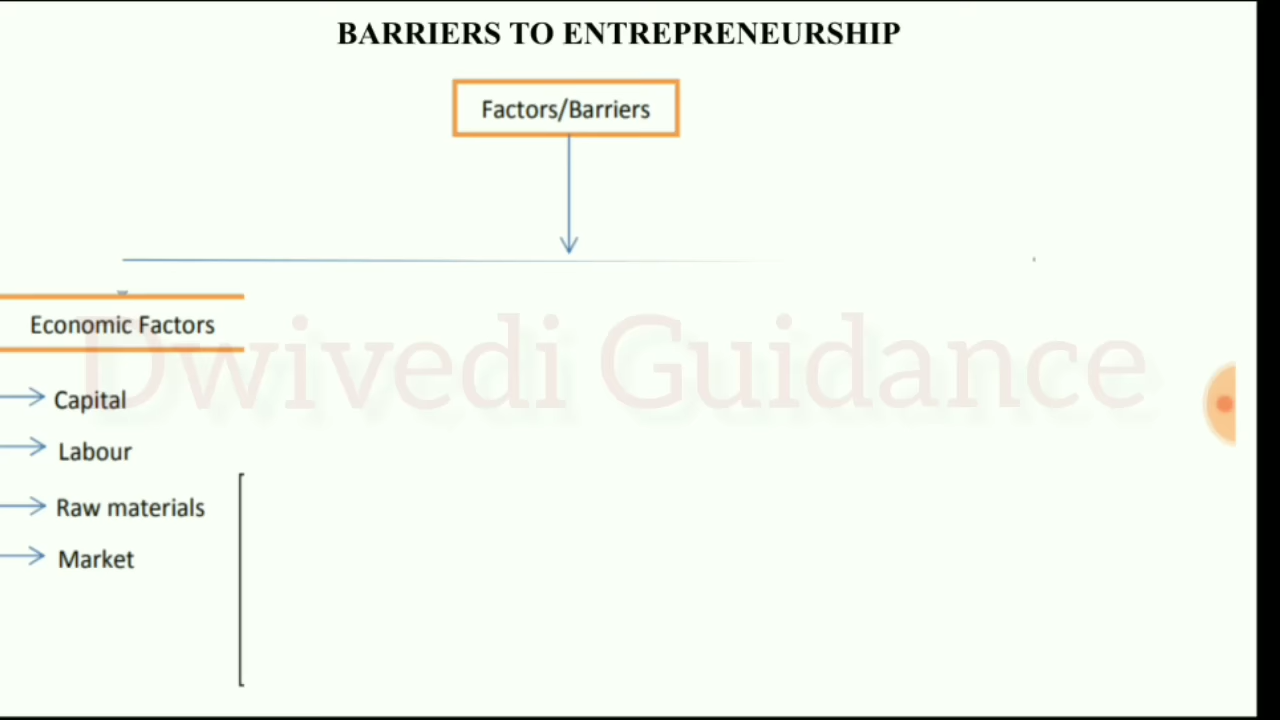 BARRIERS TO ENTREPRENEURSHIP
Factors/Barriers
Economic Factors
Dwivedi Guidance
Capital
Labour
Raw materials
Market